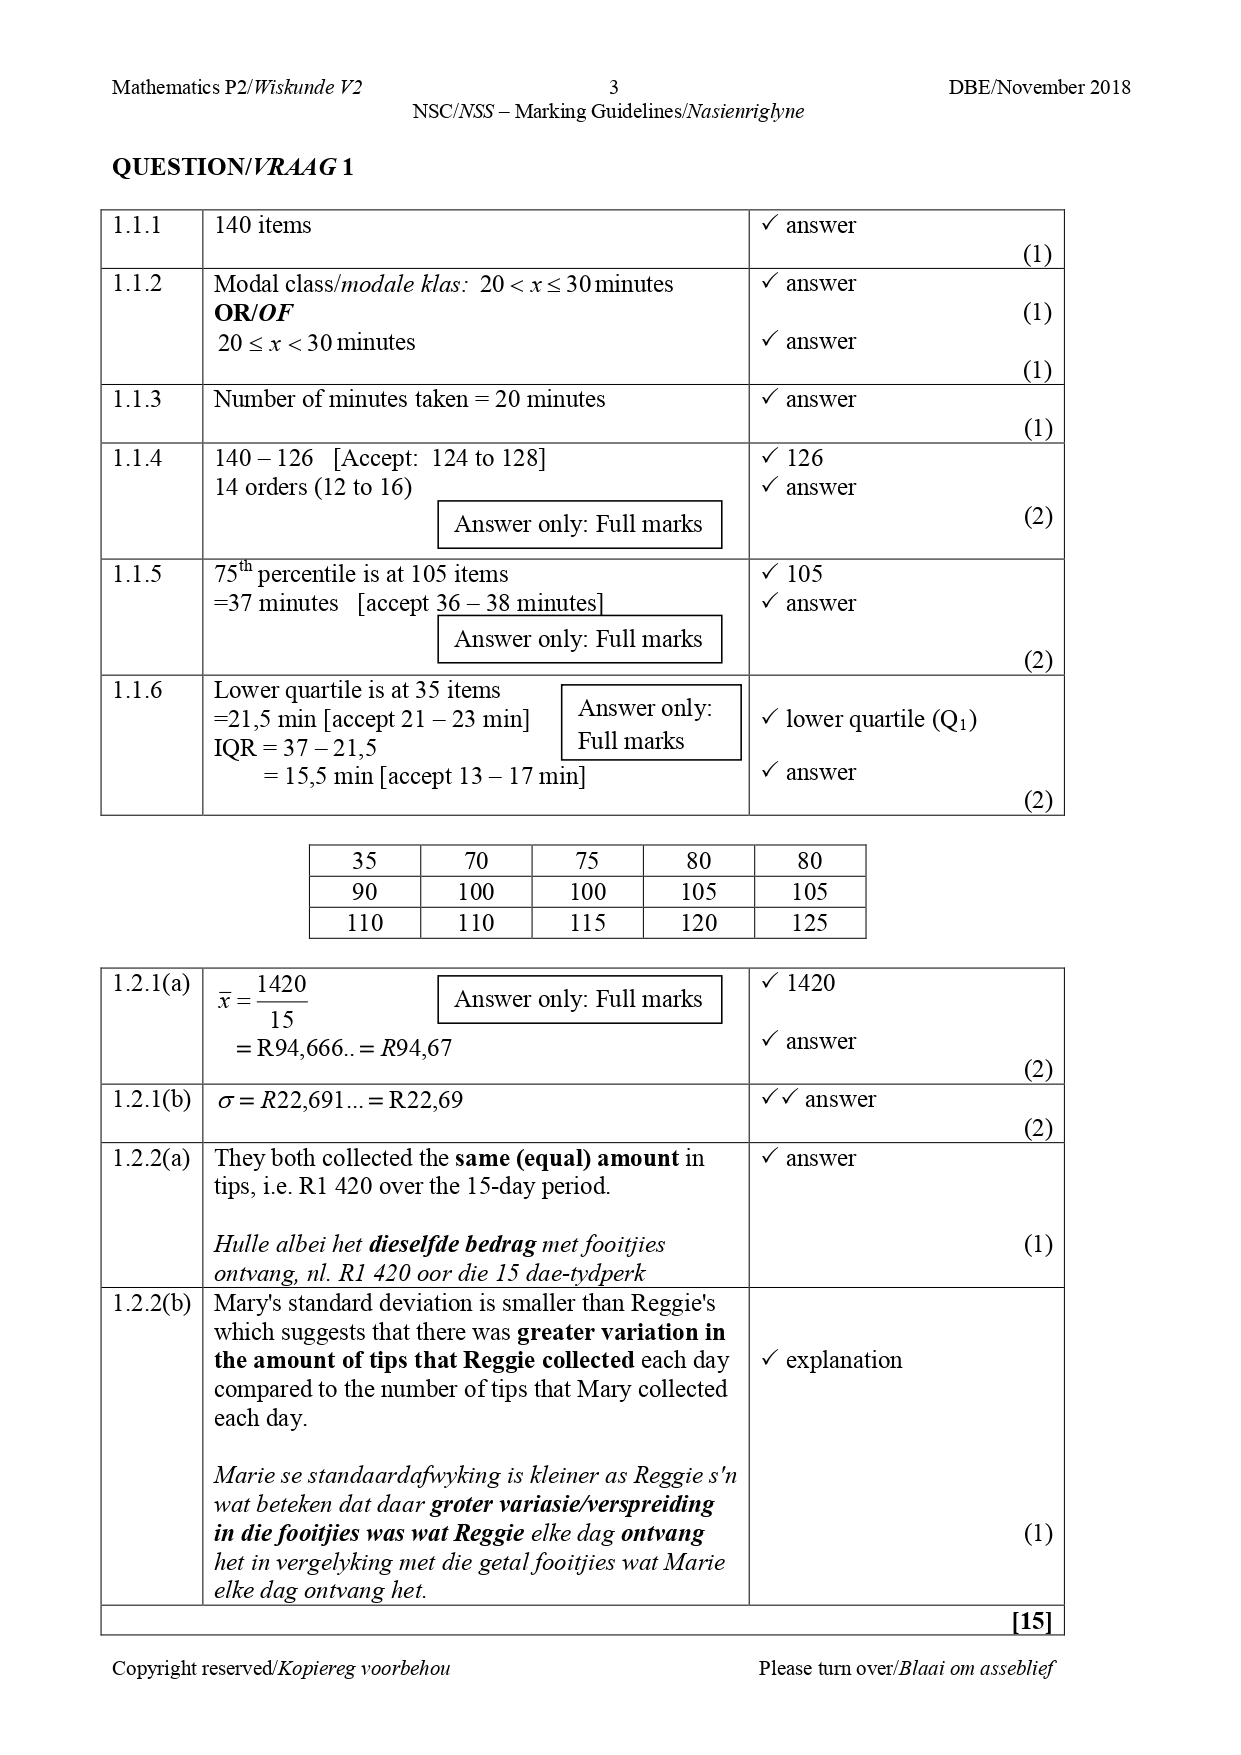 Mathematics P2/Wiskunde V2 3 DBE/November 2018
NSC/NSS – Marking Guidelines/Nasienriglyne
QUESTION/VRAAG 1
1.1.1 140 items ✓ answer
(1)
1.1.2 Modal class/modale klas: 20 < x ≤ 30 minutes ✓ answer
OR/OF (1)
20 ≤ x < 30 minutes ✓ answer
(1)
1.1.3 Number of minutes taken = 20 minutes ✓ answer
(1)
1.1.4 140 – 126 [Accept: 124 to 128] ✓ 126
14 orders (12 to 16) ✓ answer
Answer only: Full marks (2)
1.1.5 75th percentile is at 105 items ✓ 105
=37 minutes [accept 36 – 38 minutes] ✓ answer
Answer only: Full marks
(2)
1.1.6 Lower quartile is at 35 items Answer only:
=21,5 min [accept 21 – 23 min] Full marks ✓ lower quartile (Q1)
IQR = 37 – 21,5
= 15,5 min [accept 13 – 17 min] ✓ answer
(2)
35 70 75 80 80
90 100 100 105 105
110 110 115 120 125
1.2.1(a) x̅ = 1420/15 Answer only: Full marks ✓ 1420
= R94,666.. = R94,67 ✓ answer
(2)
1.2.1(b) σ = R22,691... = R22,69 ✓✓ answer
(2)
1.2.2(a) They both collected the same (equal) amount in ✓ answer
tips, i.e. R1 420 over the 15-day period.
Hulle albei het dieselfde bedrag met fooitjies (1)
ontvang, nl. R1 420 oor die 15 dae-tydperk
1.2.2(b) Mary's standard deviation is smaller than Reggie's
which suggests that there was greater variation in
the amount of tips that Reggie collected each day ✓ explanation
compared to the number of tips that Mary collected
each day.
Marie se standaardafwyking is kleiner as Reggie s'n
wat beteken dat daar groter variasie/verspreiding
in die fooitjies was wat Reggie elke dag ontvang (1)
het in vergelyking met die getal fooitjies wat Marie
elke dag ontvang het.
[15]
Copyright reserved/Kopiereg voorbehou Please turn over/Blaai om asseblief